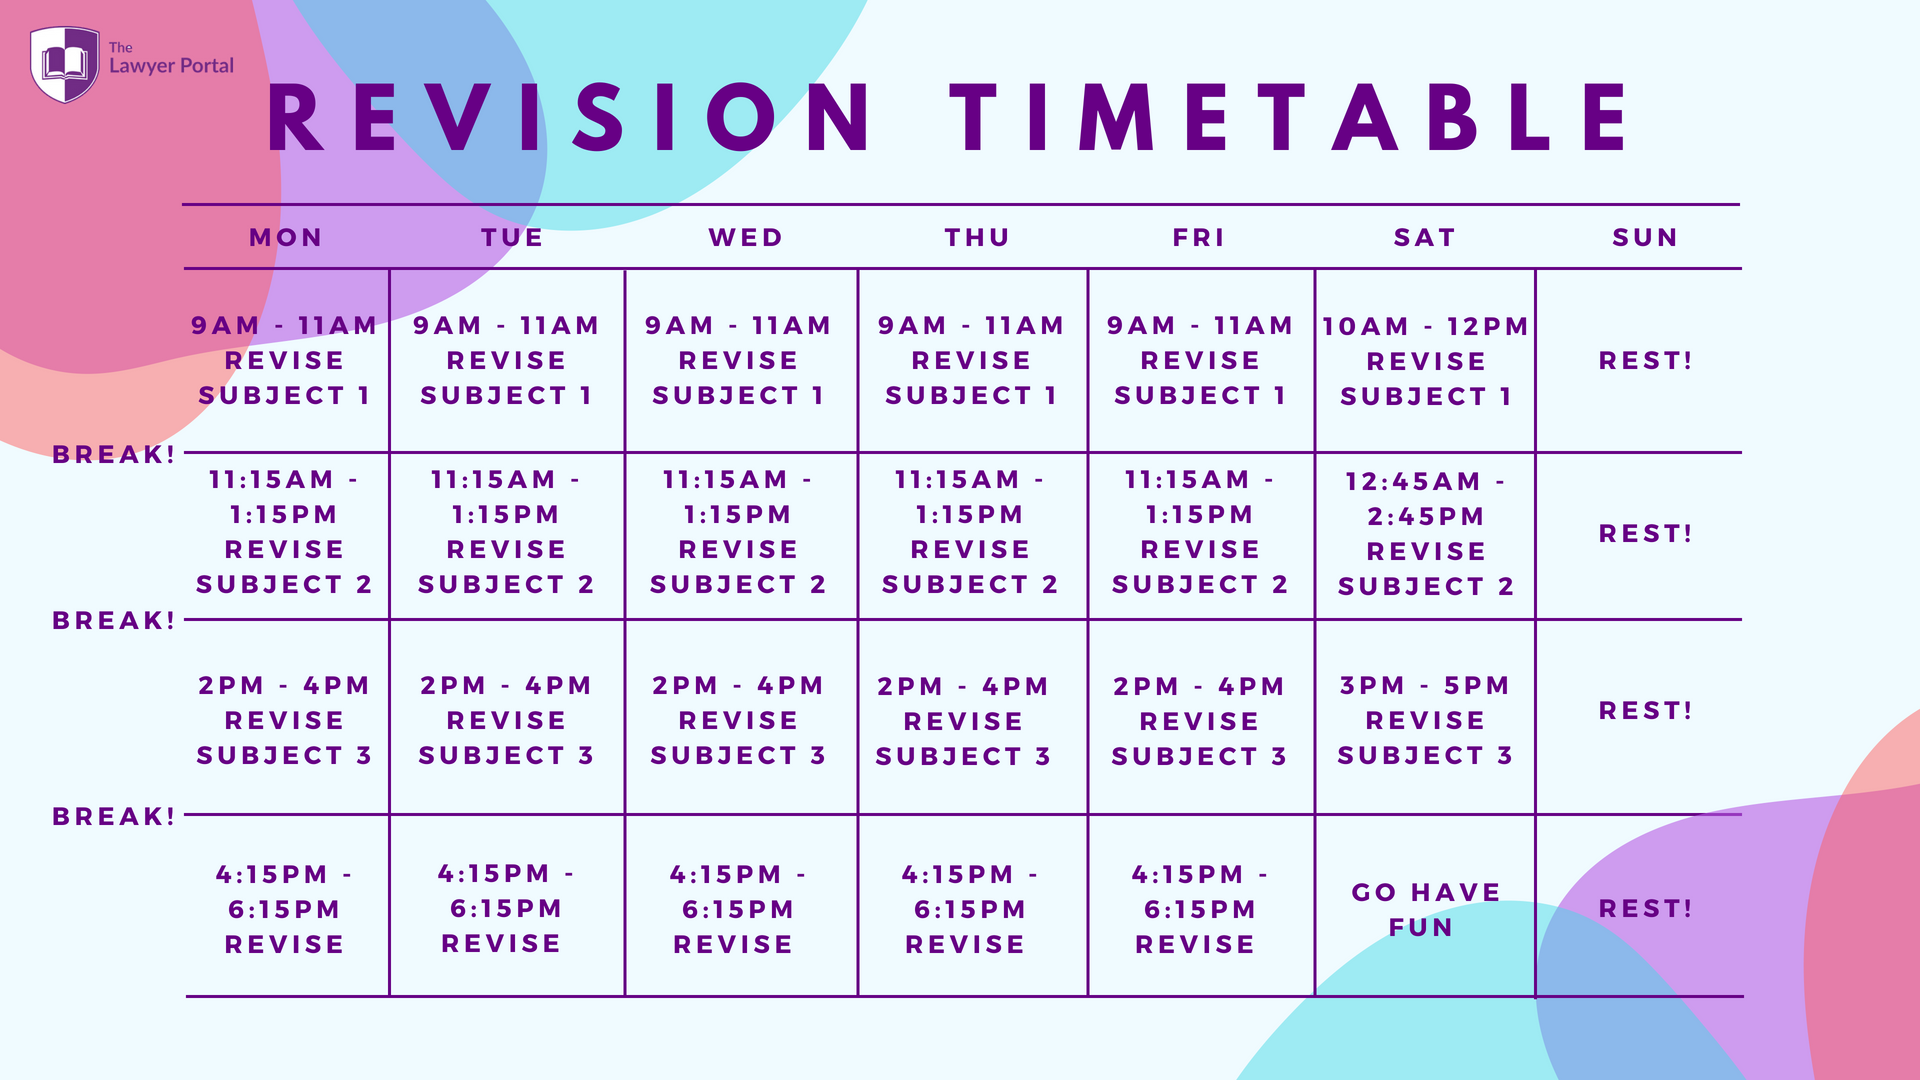 The
Lawyer Portal
REVISION TIMETABLE
MON TUE WED THU FRI SAT SUN
9AM - 11AM
REVISE
SUBJECT 1
9AM - 11AM
REVISE
SUBJECT 1
9AM - 11AM
REVISE
SUBJECT 1
9AM - 11AM
REVISE
SUBJECT 1
9AM - 11AM
REVISE
SUBJECT 1
10AM - 12PM
REVISE
SUBJECT 1
REST!
BREAK!
11:15AM -
1:15PM
REVISE
SUBJECT 2
11:15AM -
1:15PM
REVISE
SUBJECT 2
11:15AM -
1:15PM
REVISE
SUBJECT 2
11:15AM -
1:15PM
REVISE
SUBJECT 2
11:15AM -
1:15PM
REVISE
SUBJECT 2
12:45AM -
2:45PM
REVISE
SUBJECT 2
REST!
BREAK!
2PM - 4PM
REVISE
SUBJECT 3
2PM - 4PM
REVISE
SUBJECT 3
2PM - 4PM
REVISE
SUBJECT 3
2PM - 4PM
REVISE
SUBJECT 3
2PM - 4PM
REVISE
SUBJECT 3
3PM - 5PM
REVISE
SUBJECT 3
REST!
BREAK!
4:15PM -
6:15PM
REVISE
4:15PM -
6:15PM
REVISE
4:15PM -
6:15PM
REVISE
4:15PM -
6:15PM
REVISE
4:15PM -
6:15PM
REVISE
GO HAVE
FUN
REST!